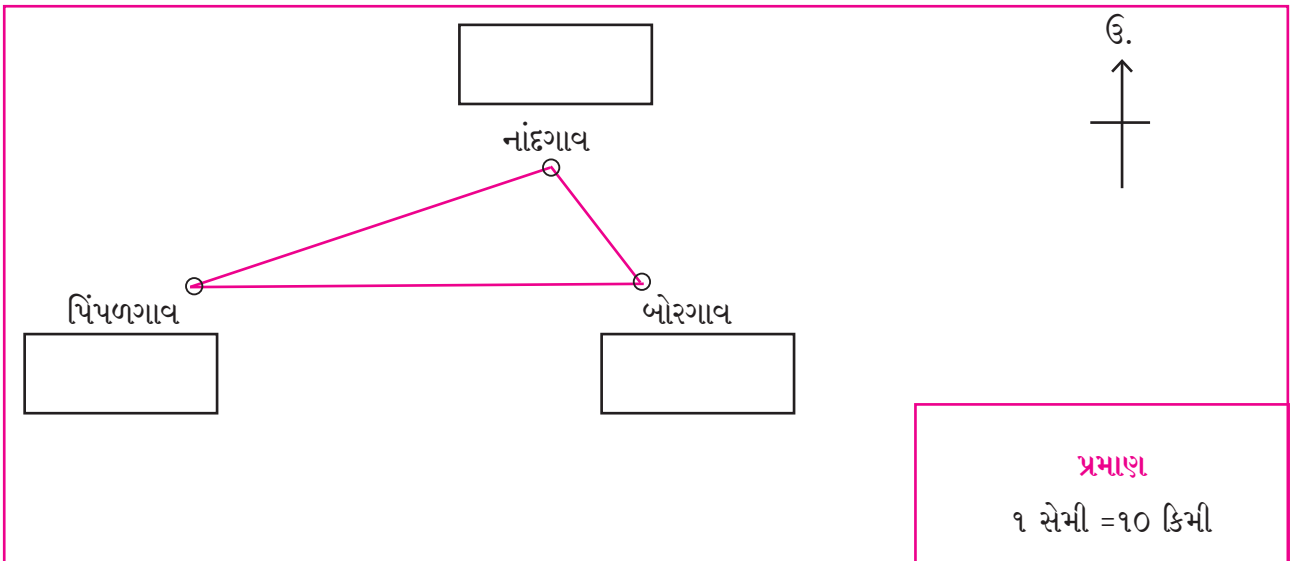 ઉ.
નાંદગાવ
પિંપળગાવ
બોરગાવ
પ્રમાણ
૧ સેમી =૧૦ કિમી